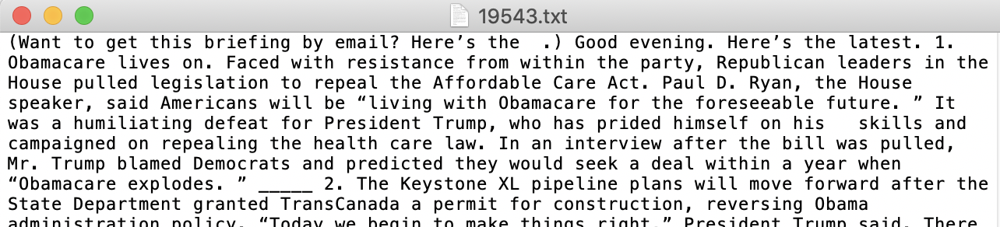 19543.txt
(Want to get this briefing by email? Here’s the  .) Good evening. Here’s the latest. 1.
Obamacare lives on. Faced with resistance from within the party, Republican leaders in the
House pulled legislation to repeal the Affordable Care Act. Paul D. Ryan, the House
speaker, said Americans will be “living with Obamacare for the foreseeable future. ” It
was a humiliating defeat for President Trump, who has prided himself on his   skills and
campaigned on repealing the health care law. In an interview after the bill was pulled,
Mr. Trump blamed Democrats and predicted they would seek a deal within a year when
“Obamacare explodes. ” _____ 2. The Keystone XL pipeline plans will move forward after the
State Department granted TransCanada a permit for construction, reversing Obama
administration policy. “Today we begin to make things right,” President Trump said. There